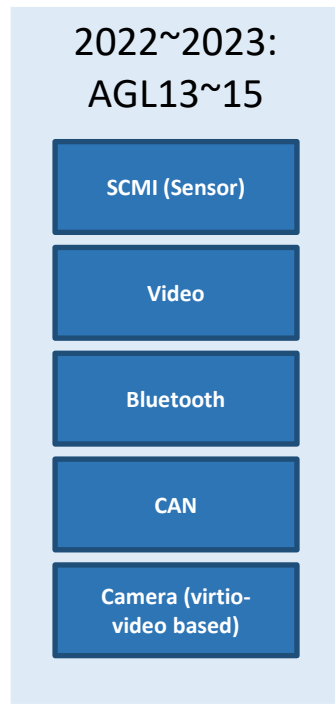 2022~2023:
AGL13~15
SCMI (Sensor)
Video
Bluetooth
CAN
Camera (virtio-
video based)